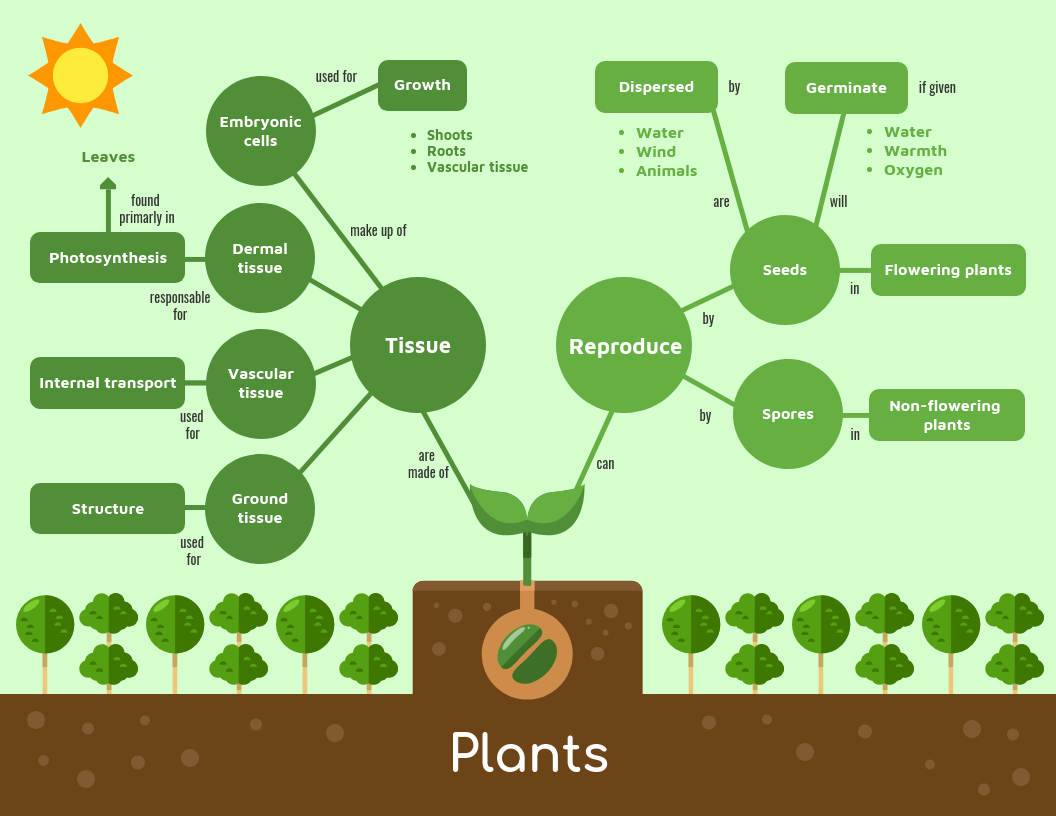 used for
Growth
Embryonic
cells
• Shoots
• Roots
• Vascular tissue
Leaves
found
primarily in
make up of
Photosynthesis
Dermal
tissue
responsable
for
Tissue
Internal transport
Vascular
tissue
used
for
are
made of
Structure
Ground
tissue
used
for
Dispersed
by
Germinate
if given
• Water
• Wind
• Animals
• Water
• Warmth
• Oxygen
are
will
Seeds
Flowering plants
in
by
Reproduce
by
Spores
Non-flowering
plants
in
can
Plants